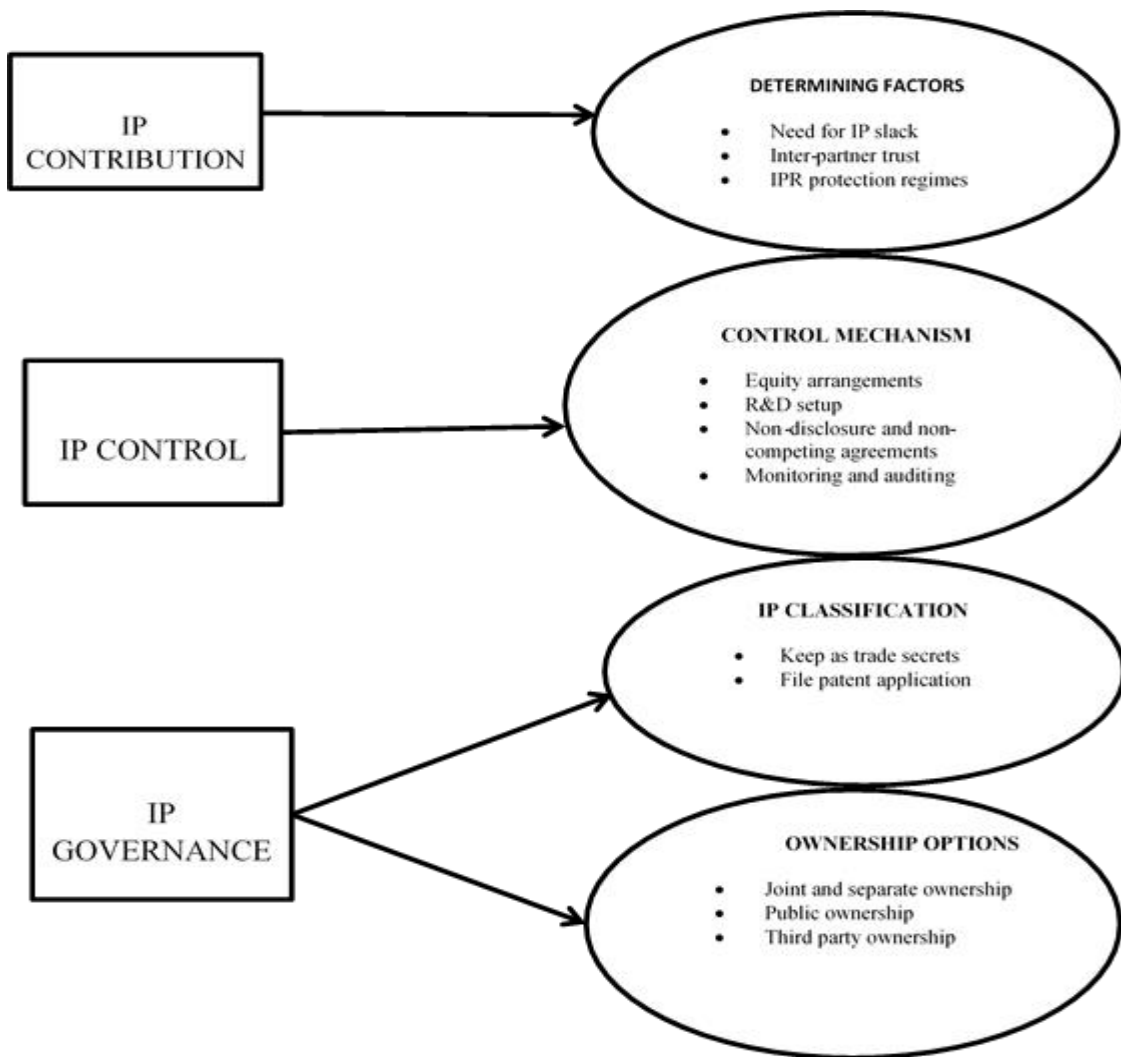 IP
CONTRIBUTION
DETERMINING FACTORS
• Need for IP slack
• Inter-partner trust
• IPR protection regimes
IP CONTROL
CONTROL MECHANISM
• Equity arrangements
• R&D setup
• Non-disclosure and non-
competing agreements
• Monitoring and auditing
IP
GOVERNANCE
IP CLASSIFICATION
• Keep as trade secrets
• File patent application
OWNERSHIP OPTIONS
• Joint and separate ownership
• Public ownership
• Third party ownership